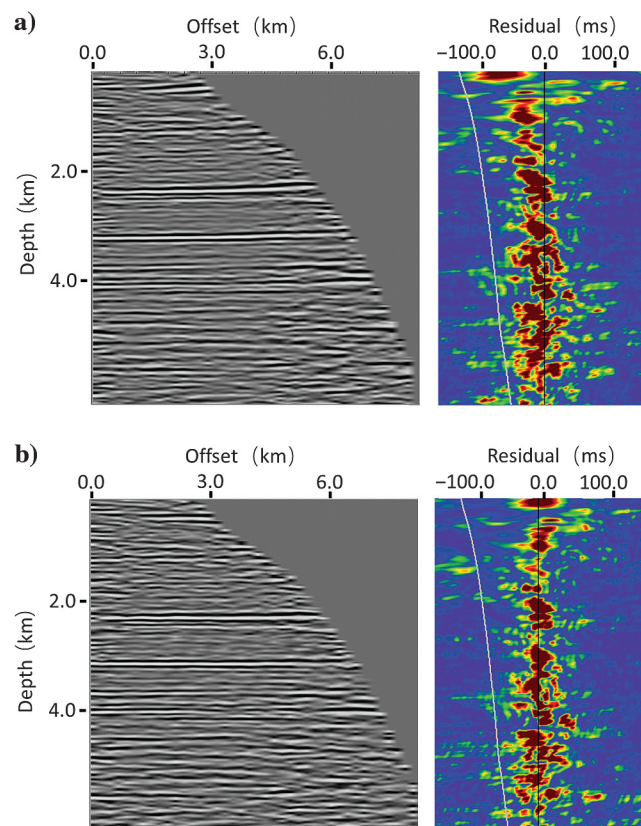 a)
Offset (km)
Residual (ms)
0.0 3.0 6.0
−100.0 0.0 100.0
2.0
4.0
Depth (km)
b)
Offset (km)
Residual (ms)
0.0 3.0 6.0
−100.0 0.0 100.0
2.0
4.0
Depth (km)